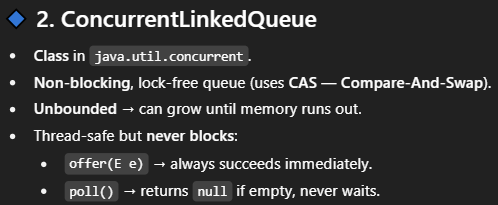 2. ConcurrentLinkedQueue
• Class in java.util.concurrent.
• Non-blocking, lock-free queue (uses CAS — Compare-And-Swap).
• Unbounded → can grow until memory runs out.
• Thread-safe but never blocks:
• offer(E e) → always succeeds immediately.
• poll() → returns null if empty, never waits.